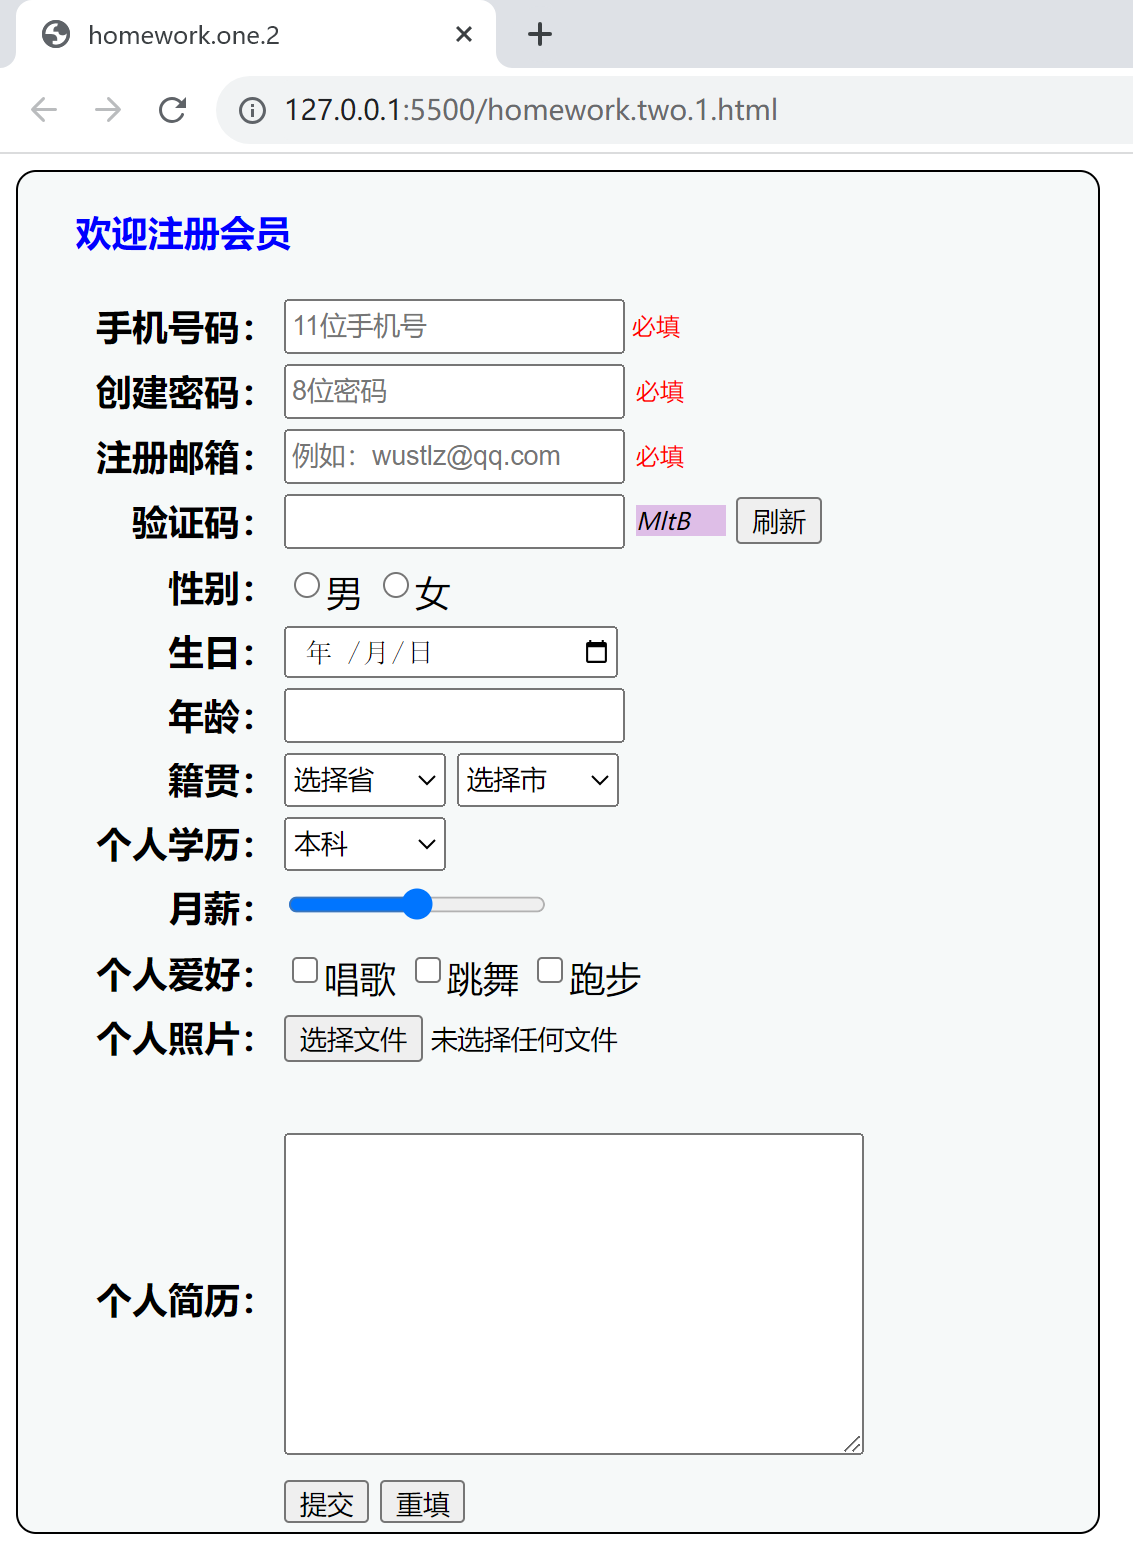 homework.one.2
127.0.0.1:5500/homework.two.1.html
欢迎注册会员
手机号码： 11位手机号 必填
创建密码： 8位密码 必填
注册邮箱： 例如：wustlz@qq.com 必填
验证码： MltB 刷新
性别： 男 女
生日： 年 /月/日
年龄：
籍贯： 选择省 选择市
个人学历： 本科
月薪：
个人爱好： 唱歌 跳舞 跑步
个人照片： 选择文件 未选择任何文件
个人简历：
提交 重填